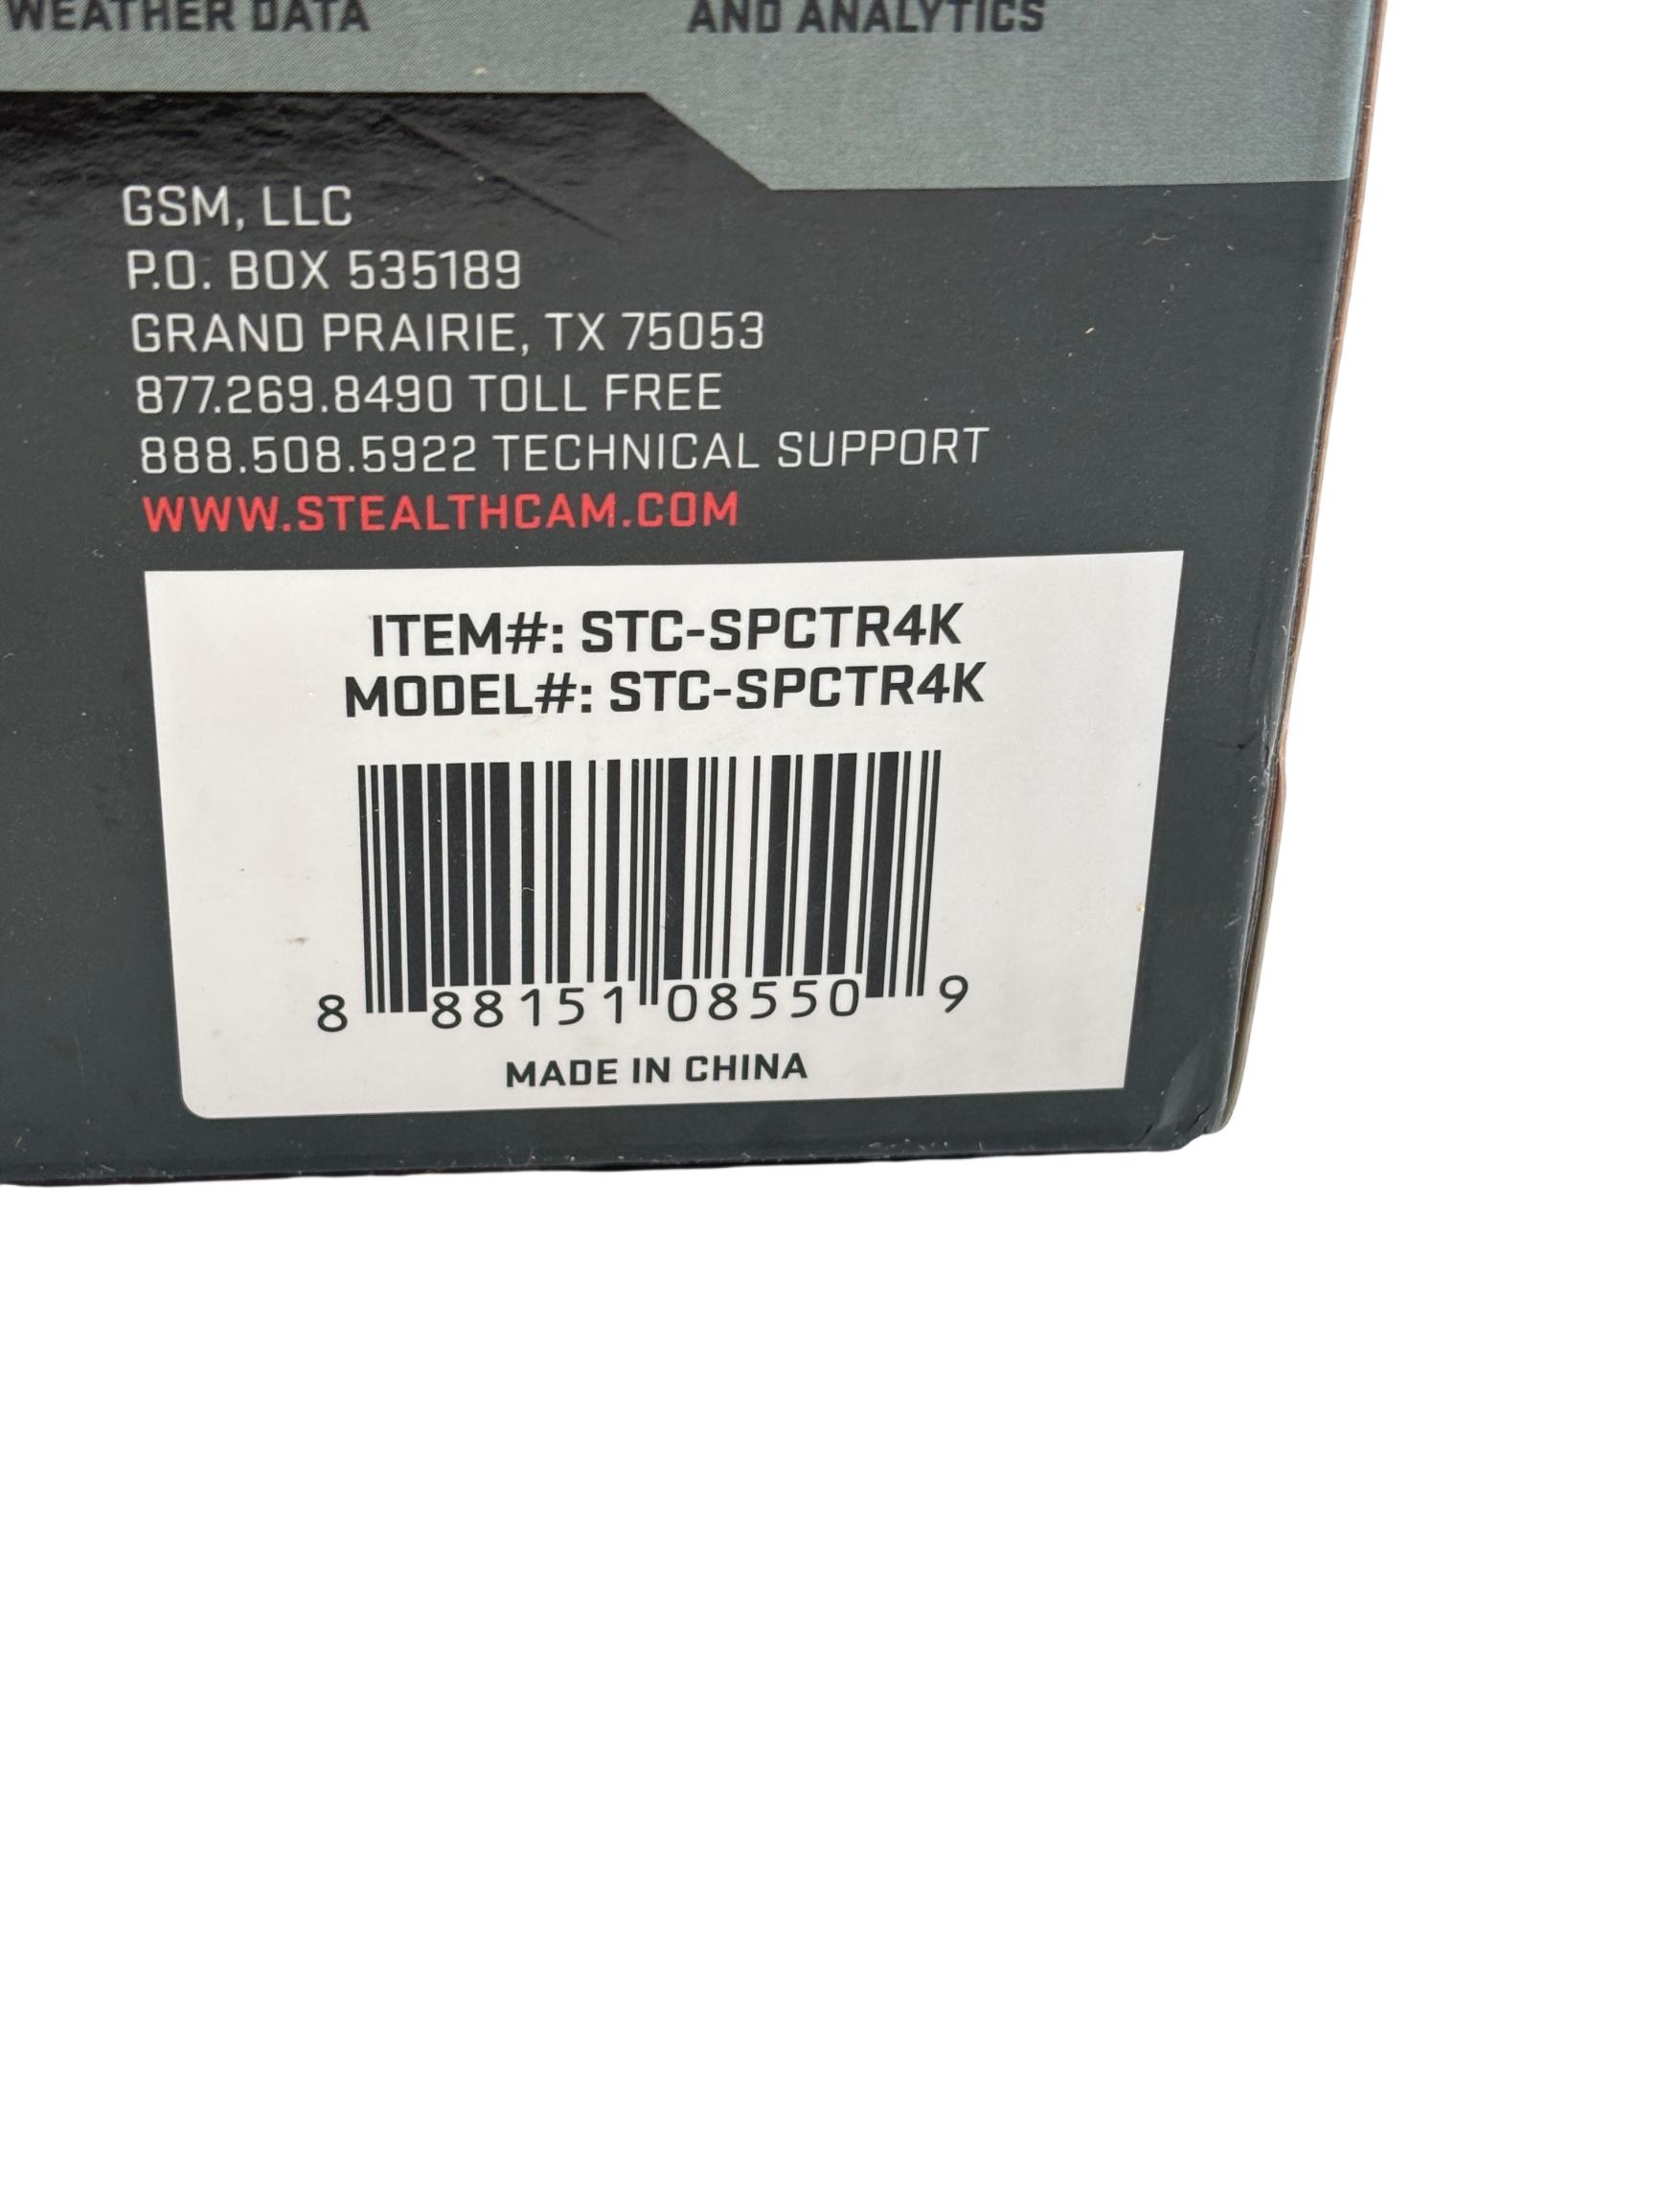 WEATHER DATA
AND ANALYTICS
GSM, LLC
P.O. BOX 535189
GRAND PRAIRIE, TX 75053
877.269.8490 TOLL FREE
888.508.5922 TECHNICAL SUPPORT
WWW.STEALTHCAM.COM
ITEM#: STC-SPCTR4K
MODEL#: STC-SPCTR4K
8 88151 08550 9
MADE IN CHINA